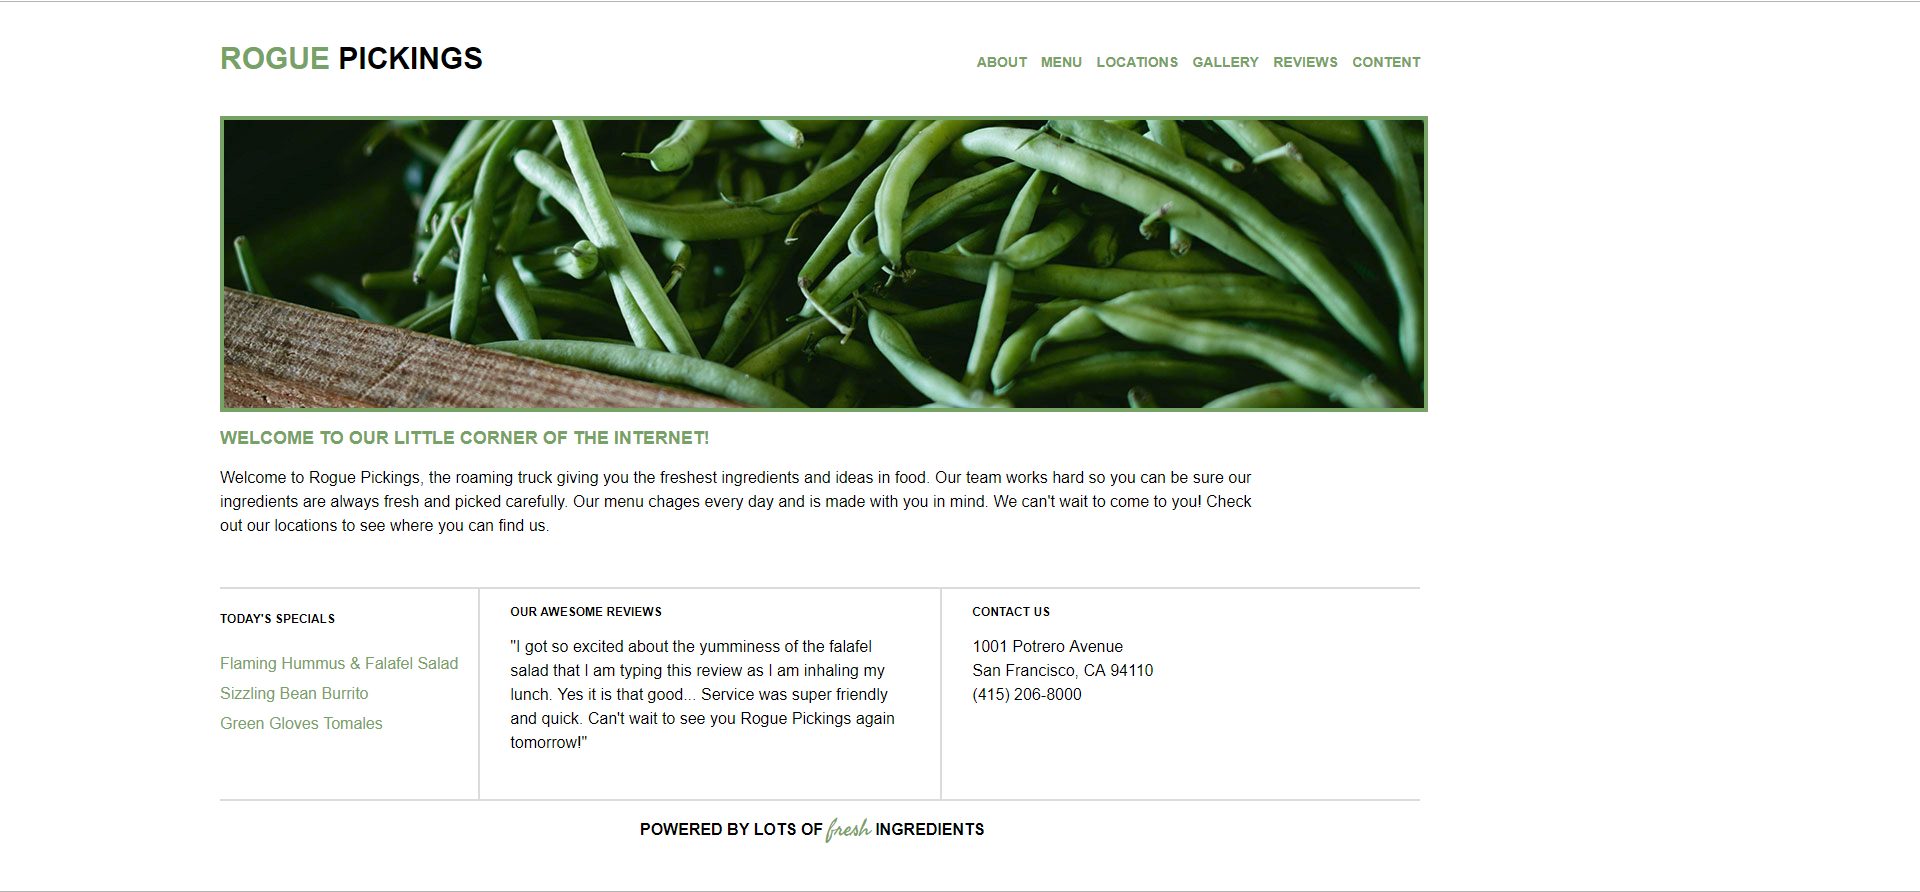 ROGUE PICKINGS
ABOUT MENU LOCATIONS GALLERY REVIEWS CONTENT
WELCOME TO OUR LITTLE CORNER OF THE INTERNET!
Welcome to Rogue Pickings, the roaming truck giving you the freshest ingredients and ideas in food. Our team works hard so you can be sure our
ingredients are always fresh and picked carefully. Our menu chages every day and is made with you in mind. We can't wait to come to you! Check
out our locations to see where you can find us.
TODAY'S SPECIALS
Flaming Hummus & Falafel Salad
Sizzling Bean Burrito
Green Gloves Tomales
OUR AWESOME REVIEWS
"I got so excited about the yumminess of the falafel
salad that I am typing this review as I am inhaling my
lunch. Yes it is that good... Service was super friendly
and quick. Can't wait to see you Rogue Pickings again
tomorrow!"
CONTACT US
1001 Potrero Avenue
San Francisco, CA 94110
(415) 206-8000
POWERED BY LOTS OF fresh INGREDIENTS